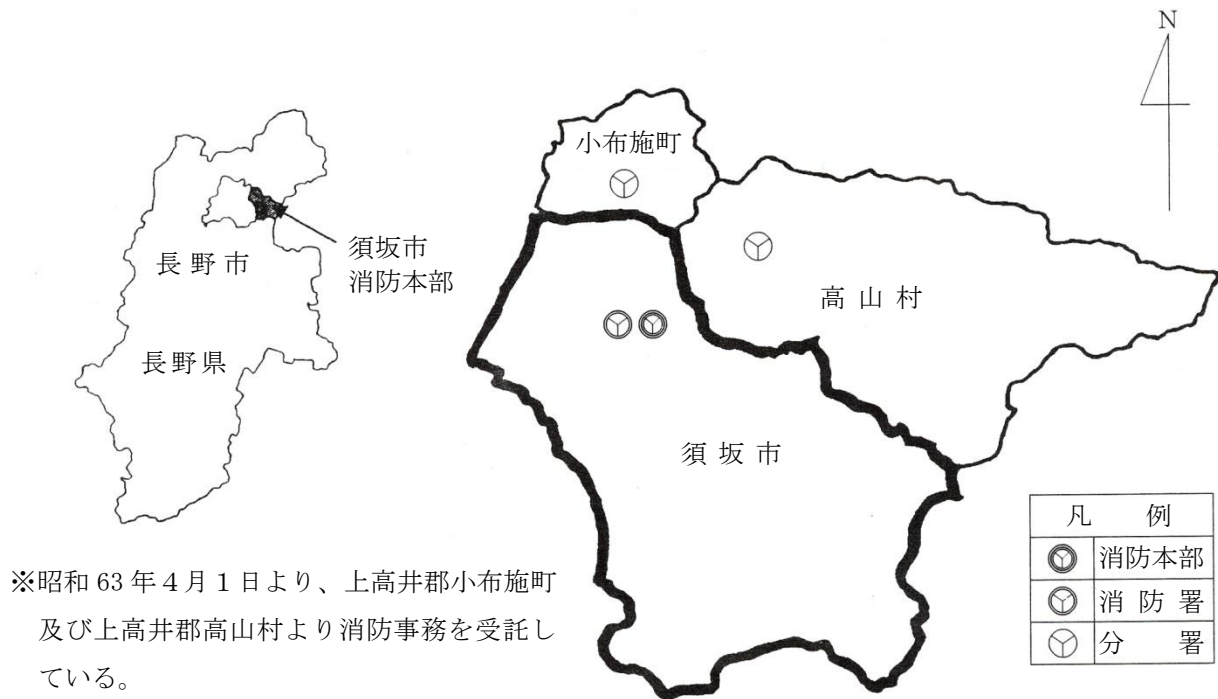 N
小布施町
須坂市
消防本部
長野市
長野県
高山村
須坂市
凡 例
消防本部
消防署
分 署
※昭和 63 年４月１日より、上高井郡小布施町
及び上高井郡高山村より消防事務を受託し
ている。